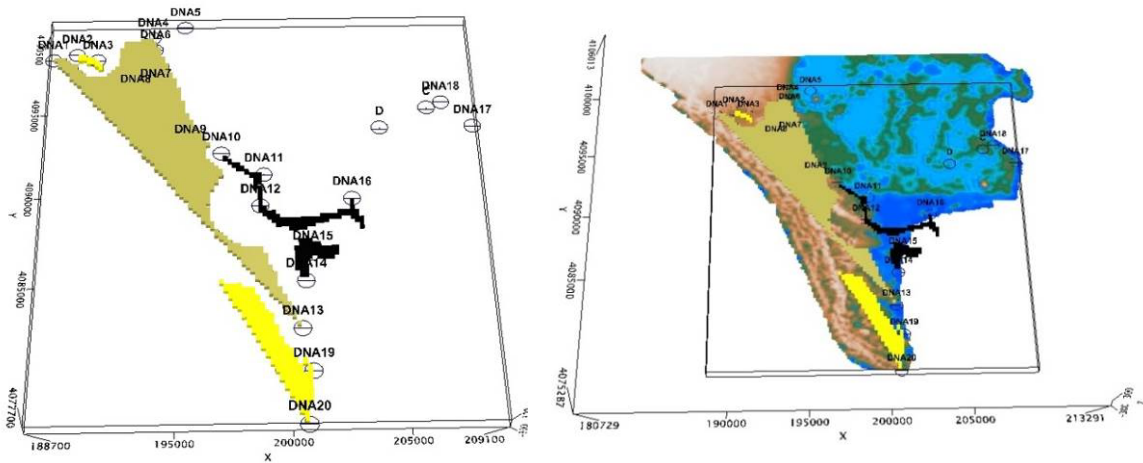 DNA5
DNA4
DNA1
DNA2
DNA3
DNA6
DNA7
DNA8
DNA9
DNA10
DNA11
DNA12
DNA18
C
D
DNA17
DNA16
DNA15
DNA14
DNA13
DNA19
DNA20
4095000
4090000
Y
4085000
4077700
188700
195000
200000
205000
209100
X
4106013
4100000
4095000
4090000
Y
4085000
4075287
DNA5
DNA4
DNA1
DNA2
DNA3
DNA7
DNA9
DNA10
DNA11
DNA12
DNA18
D
DNA17
DNA16
DNA15
DNA14
DNA13
DNA19
DNA20
180729
190000
195000
200000
205000
213291
X
Z